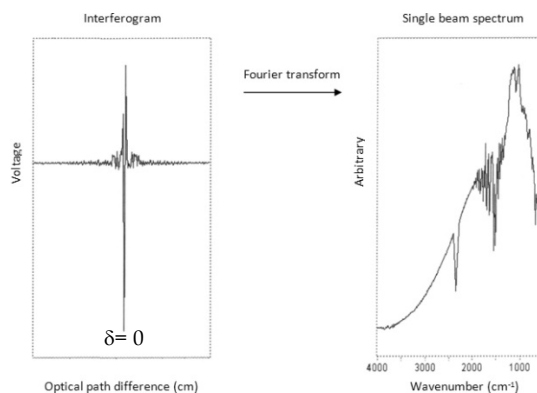 Interferogram
Single beam spectrum
Fourier transform
Voltage
Arbitrary
δ= 0
4000 3000 2000 1000
Optical path difference (cm)
Wavenumber (cm⁻¹)